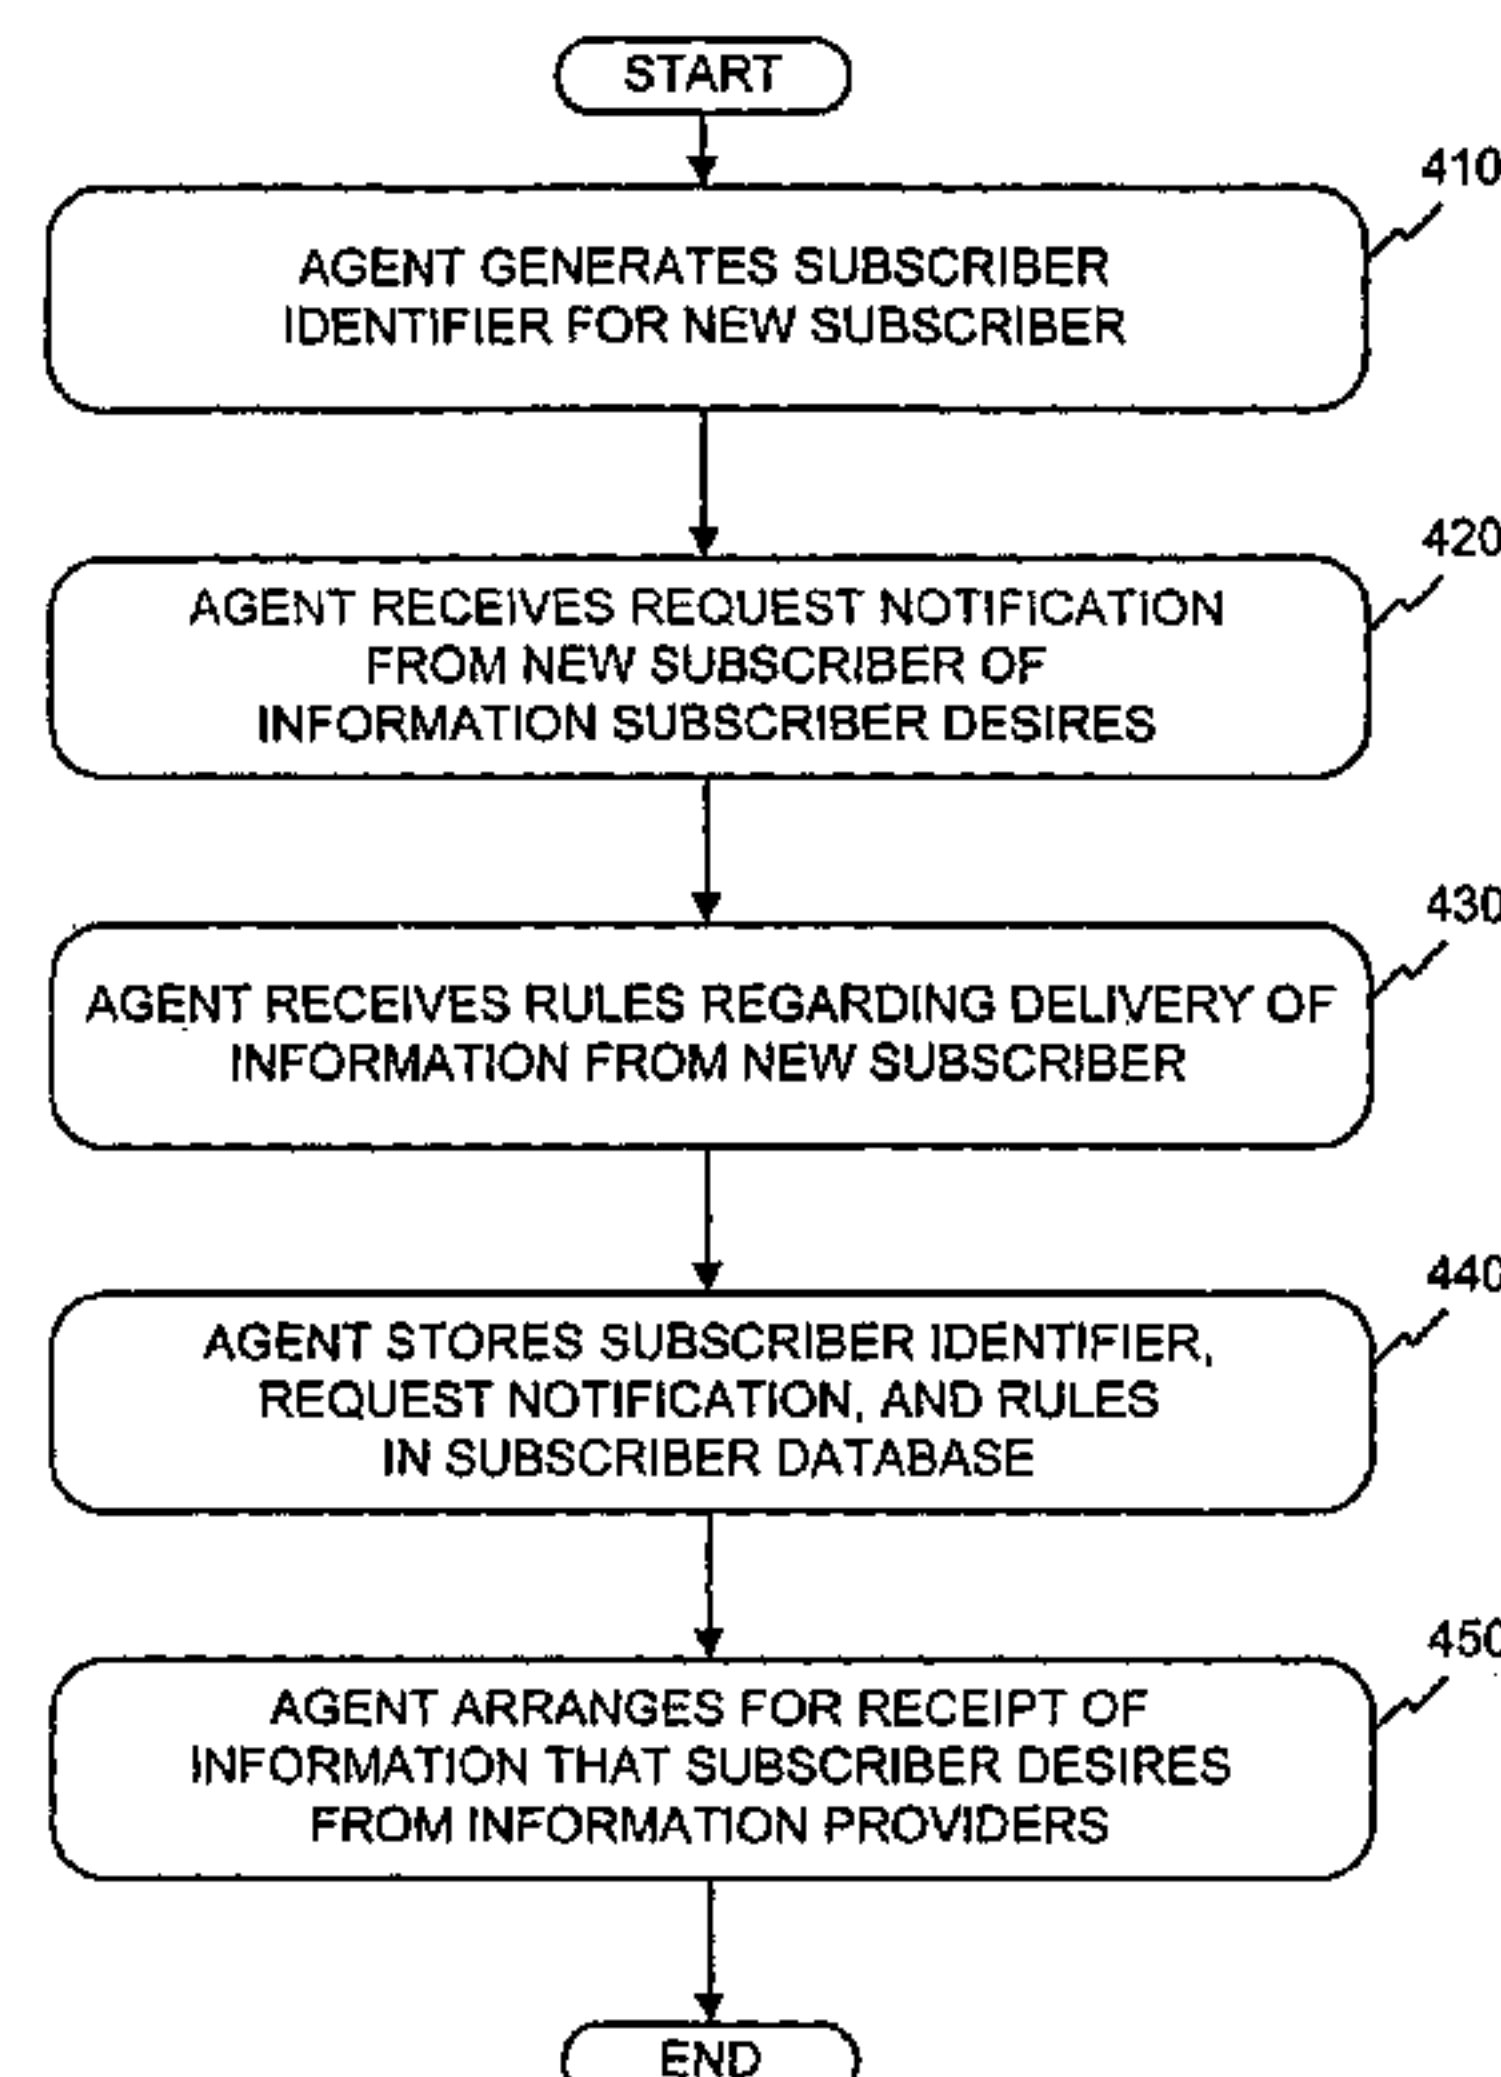 START
410
AGENT GENERATES SUBSCRIBER
IDENTIFIER FOR NEW SUBSCRIBER
420
AGENT RECEIVES REQUEST NOTIFICATION
FROM NEW SUBSCRIBER OF
INFORMATION SUBSCRIBER DESIRES
430
AGENT RECEIVES RULES REGARDING DELIVERY OF
INFORMATION FROM NEW SUBSCRIBER
440
AGENT STORES SUBSCRIBER IDENTIFIER,
REQUEST NOTIFICATION, AND RULES
IN SUBSCRIBER DATABASE
450
AGENT ARRANGES FOR RECEIPT OF
INFORMATION THAT SUBSCRIBER DESIRES
FROM INFORMATION PROVIDERS
END